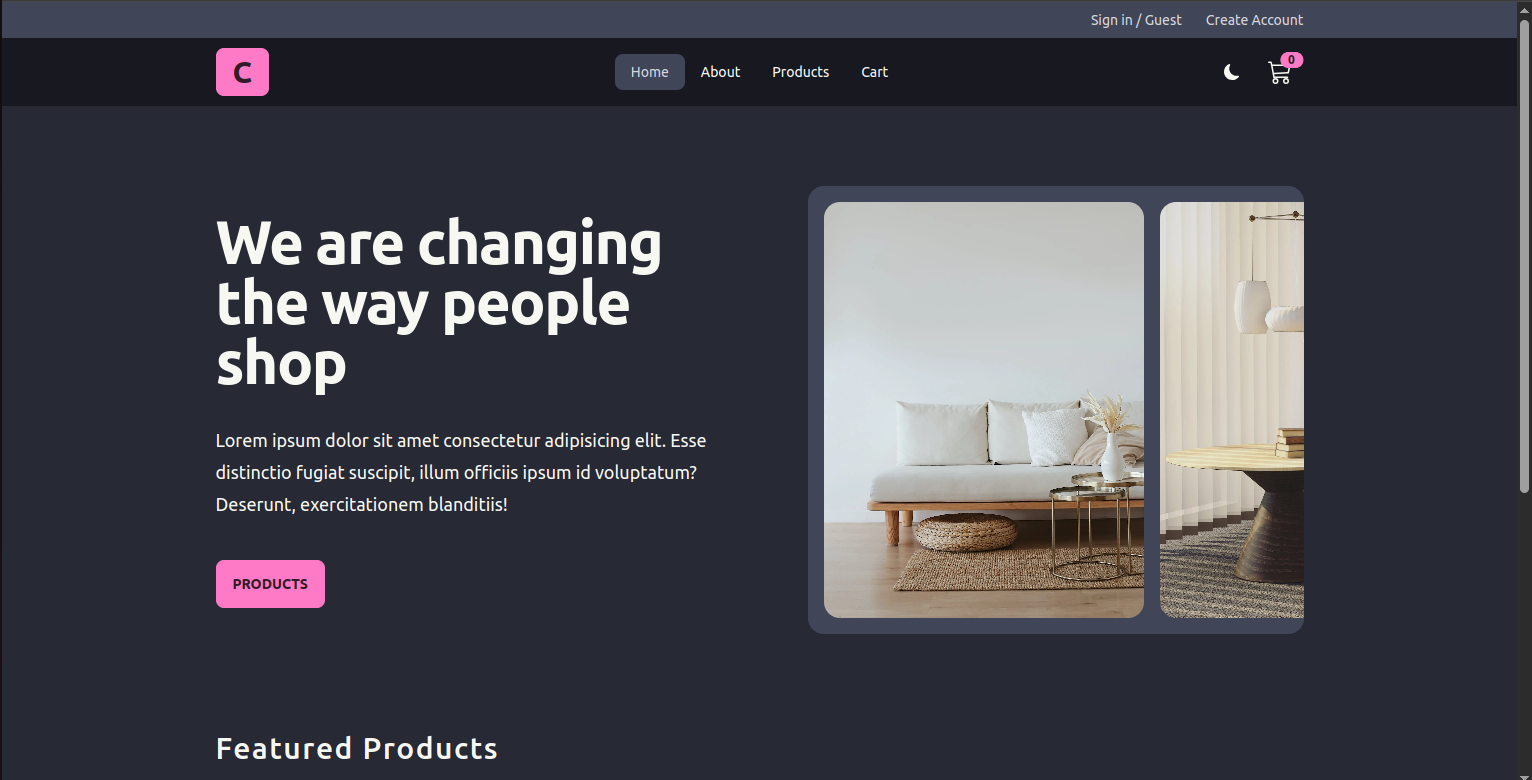 Sign in / Guest Create Account
C
Home About Products Cart
0
We are changing
the way people
shop
Lorem ipsum dolor sit amet consectetur adipisicing elit. Esse
distinctio fugiat suscipit, illum officiis ipsum id voluptatum?
Deserunt, exercitationem blanditiis!
PRODUCTS
Featured Products